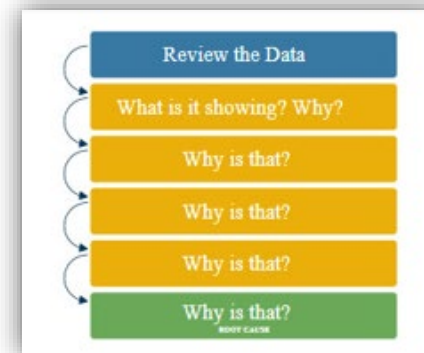 Review the Data
What is it showing? Why?
Why is that?
Why is that?
Why is that?
Why is that?
ROOT CAUSE